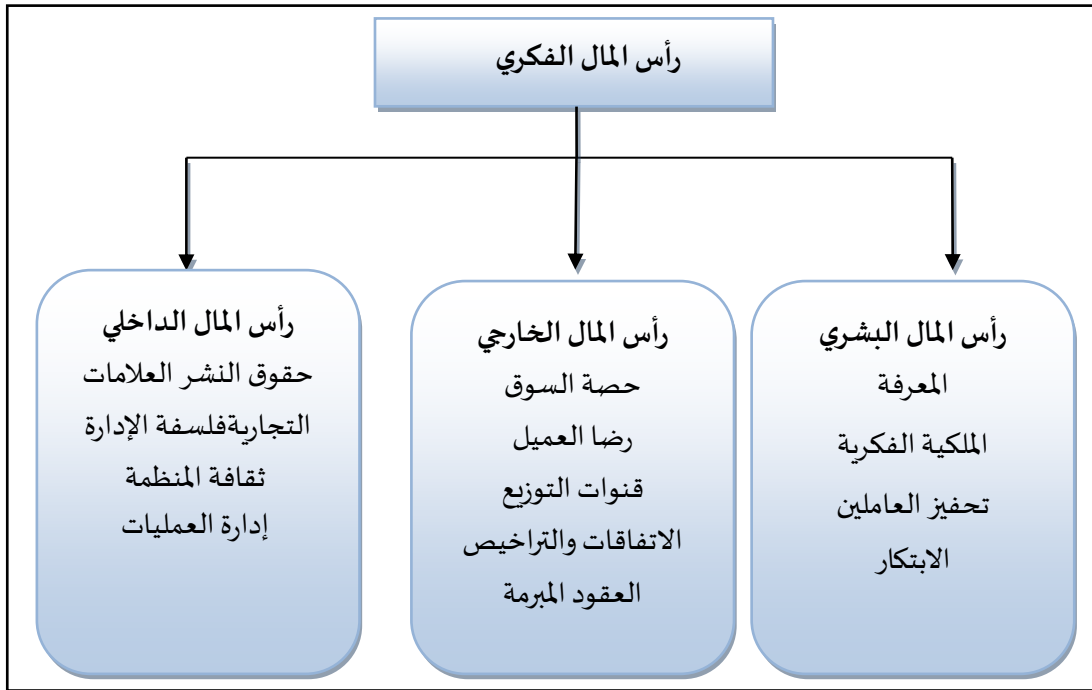 رأس المال الفكري
رأس المال البشري
المعرفة
الملكية الفكرية
تحفيز العاملين
الابتكار
رأس المال الخارجي
حصة السوق
رضا العميل
قنوات التوزيع
الاتفاقات والتراخيص
العقود المبرمة
رأس المال الداخلي
حقوق النشر العلامات
التجاريةفلسفة الإدارة
ثقافة المنظمة
إدارة العمليات